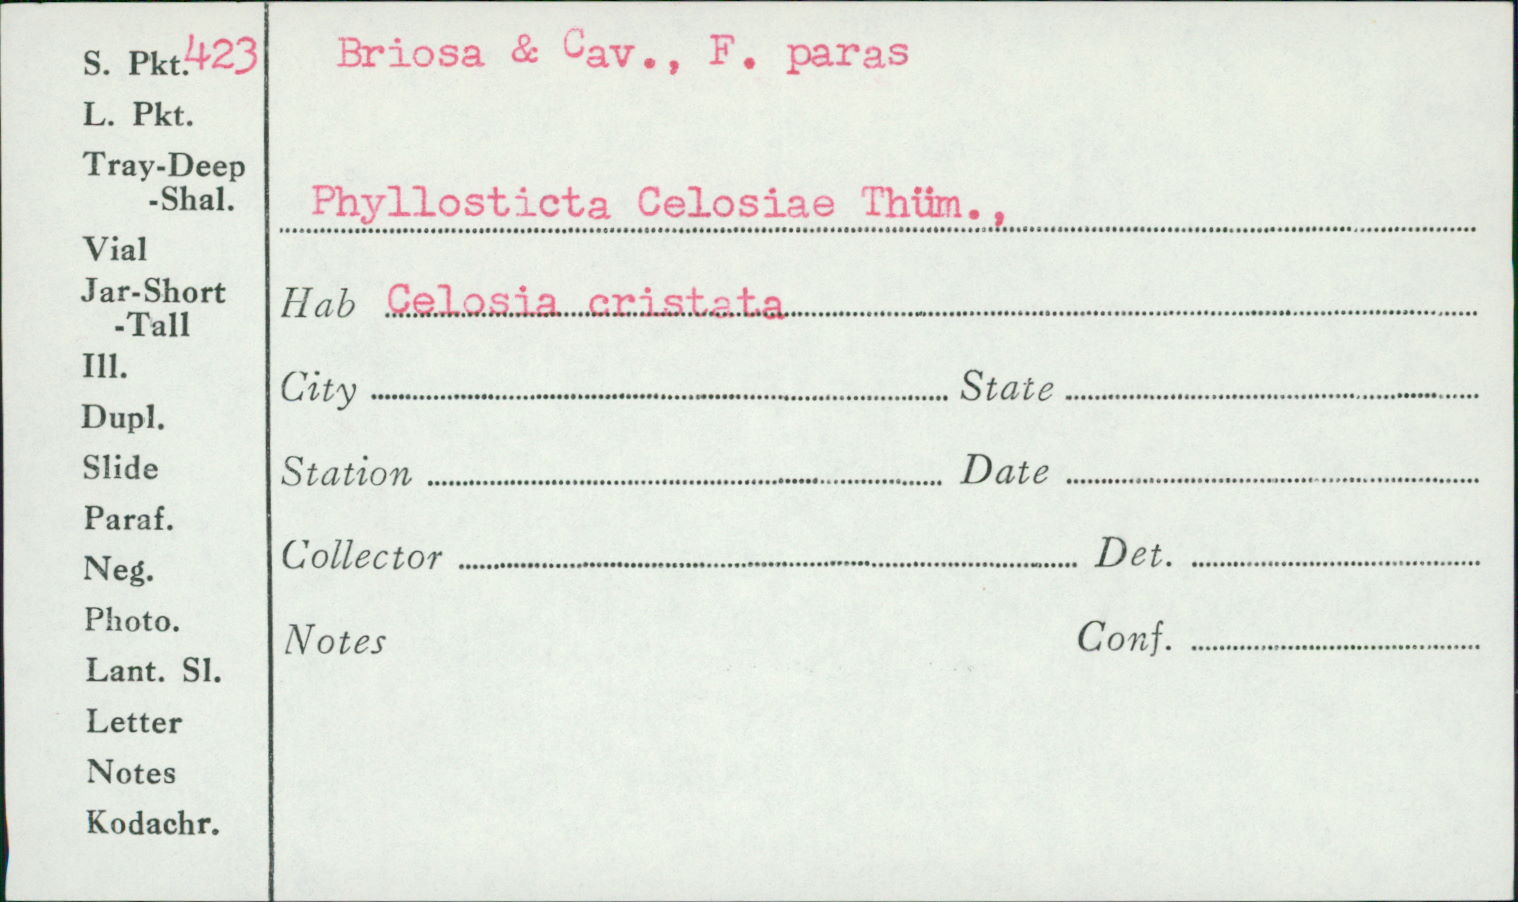 S. Pkt. 423
L. Pkt.
Tray-Deep
-Shal.
Vial
Jar-Short
-Tall
Ill.
Dupl.
Slide
Paraf.
Neg.
Photo.
Lant. Sl.
Letter
Notes
Kodachr.
Briosa & Cav., F. paras
Phyllosticta Celosiae Thüm.,
Hab Celosia cristata
City State
Station Date
Collector Det.
Notes Conf.